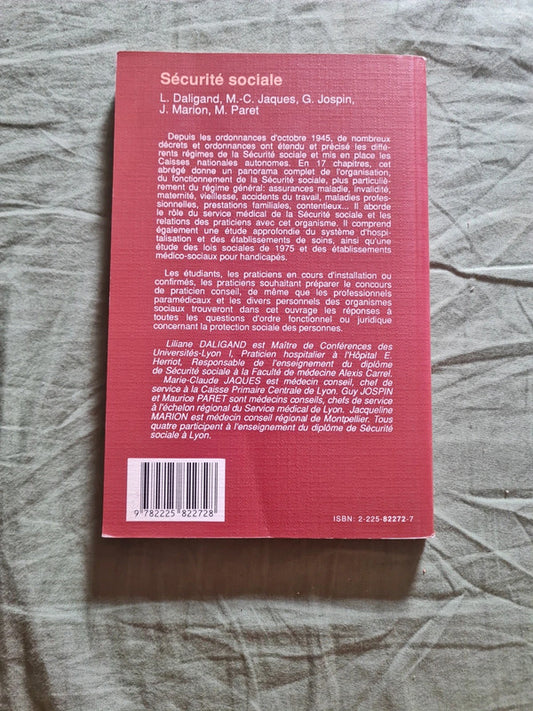 Sécurité sociale
L. Daligand, M.-C. Jaques, G. Jospin,
J. Marion, M. Paret
Depuis les ordonnances d'octobre 1945, de nombreux
décrets et ordonnances ont étendu et précisé les diffé-
rents régimes de la Sécurité sociale et mis en place les
Caisses nationales autonomes. En 17 chapitres, cet
abrégé donne un panorama complet de l'organisation,
du fonctionnement de la Sécurité sociale, plus particuliè-
rement du régime général: assurances maladie, invalidité,
maternité, vieillesse, accidents du travail, maladies profes-
sionnelles, prestations familiales, contentieux... Il aborde
le rôle du service médical de la Sécurité sociale et les
relations des praticiens avec cet organisme. Il comprend
également une étude approfondie du système d'hospi-
talisation et des établissements de soins, ainsi qu'une
étude des lois sociales de 1975 et des établissements
médico-sociaux pour handicapés.
Les étudiants, les praticiens en cours d'installation ou
confirmés, les praticiens souhaitant préparer le concours
de praticien conseil, de même que les professionnels
paramédicaux et les divers personnels des organismes
sociaux trouveront dans cet ouvrage les réponses à
toutes les questions d'ordre fonctionnel ou juridique
concernant la protection sociale des personnes.
Liliane DALIGAND est Maître de Conférences des
Universités-Lyon I, Praticien hospitalier à l'Hôpital E.
Herriot, Responsable de l'enseignement du diplôme
de Sécurité sociale à la Faculté de médecine Alexis Carrel.
Marie-Claude JAQUES est médecin conseil, chef de
service à la Caisse Primaire Centrale de Lyon. Guy JOSPIN
et Maurice PARET sont médecins conseils, chefs de service
à l'échelon régional du Service médical de Lyon. Jacqueline
MARION est médecin conseil régional de Montpellier. Tous
quatre participent à l'enseignement du diplôme de Sécurité
sociale à Lyon.
9 782225 822728
ISBN: 2-225-82272-7